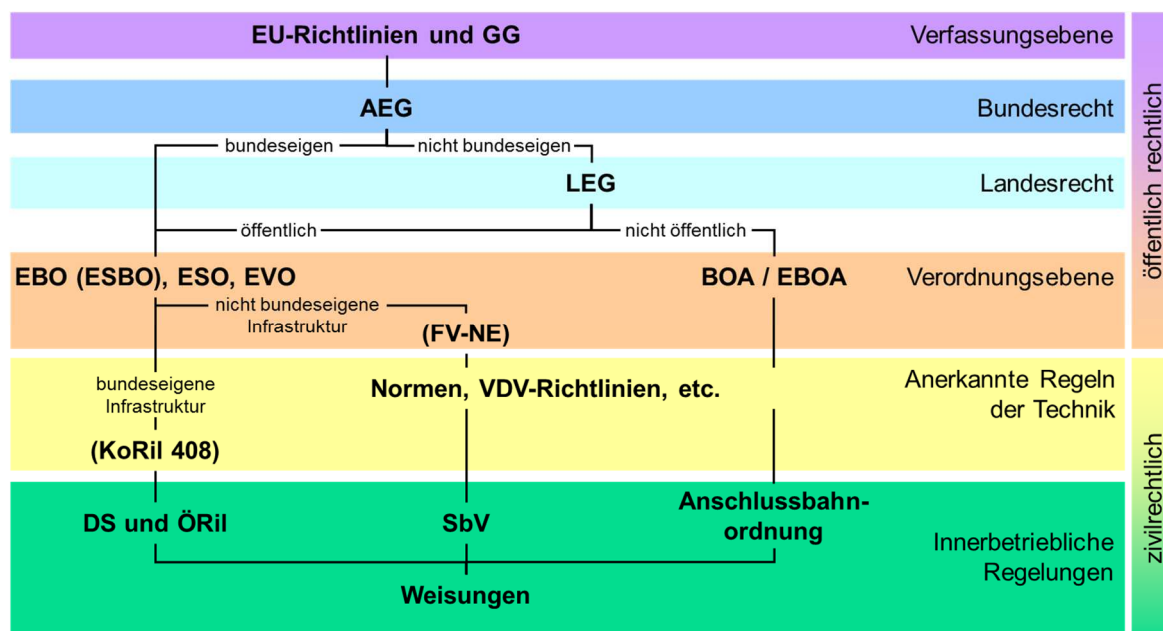 EU-Richtlinien und GG
Verfassungsebene
AEG
Bundesrecht
bundeseigen
nicht bundeseigen
LEG
Landesrecht
öffentlich
nicht öffentlich
EBO (ESBO), ESO, EVO
BOA / EBOA
Verordnungsebene
nicht bundeseigene
Infrastruktur
(FV-NE)
öffentlich rechtlich
bundeseigene
Infrastruktur
Normen, VDV-Richtlinien, etc.
Anerkannte Regeln
der Technik
(KoRil 408)
DS und ÖRil
SbV
Anschlussbahn-
ordnung
Innerbetriebliche
Regelungen
Weisungen
zivilrechtlich